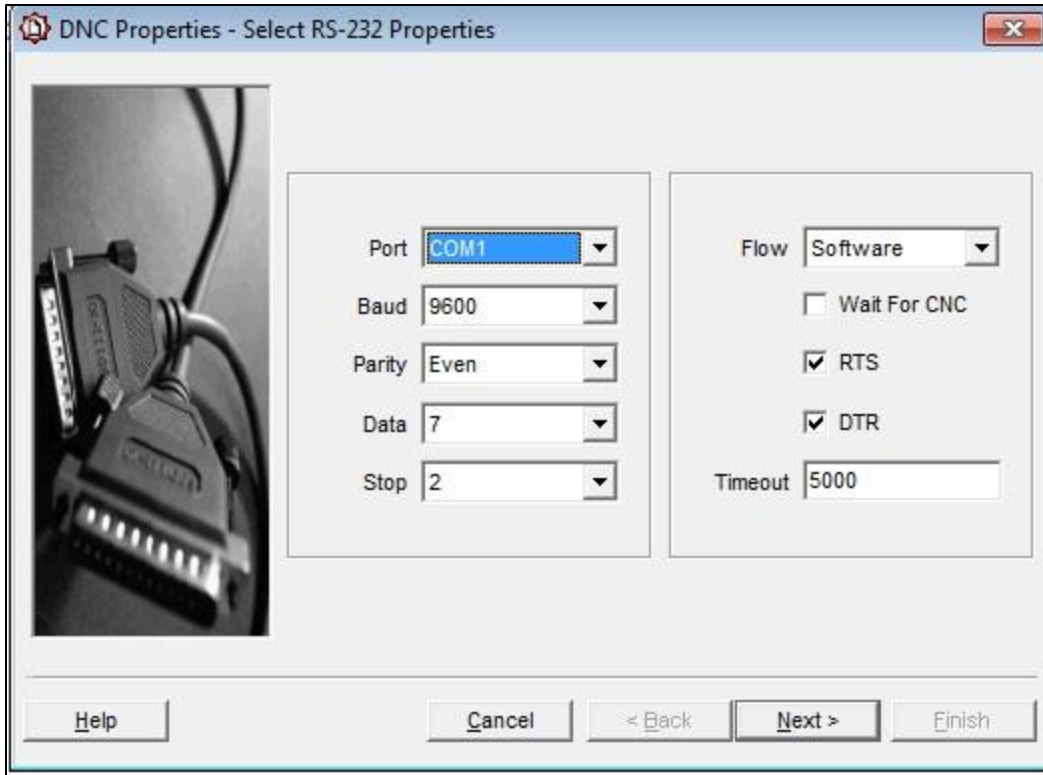 DNC Properties - Select RS-232 Properties
Port COM1
Baud 9600
Parity Even
Data 7
Stop 2
Flow Software
Wait For CNC
RTS
DTR
Timeout 5000
Help
Cancel
< Back
Next >
Finish